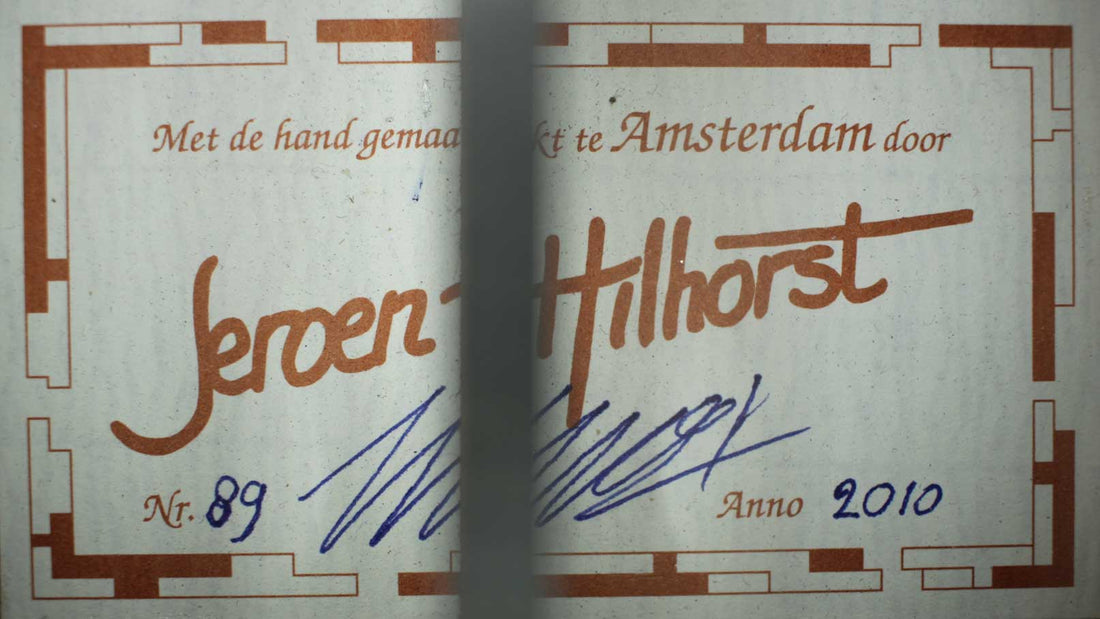 Met de hand gemaakt te Amsterdam door
Jeroen Hilhorst
Nr. 89 Anno 2010